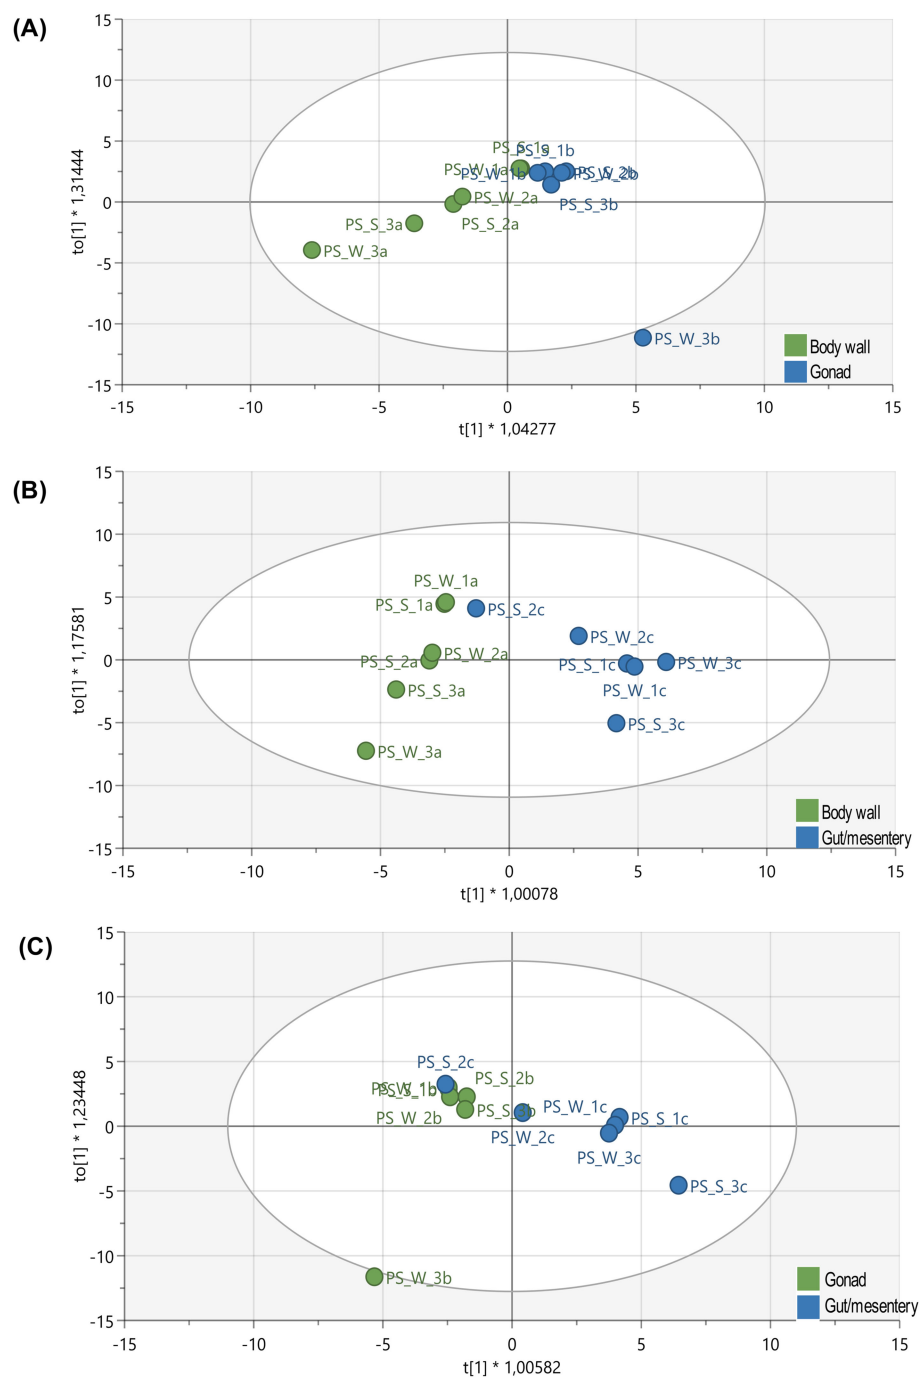 (A)
15
10
5
0
-5
-10
-15
to[1] * 1,31444
PS_S_1a
PS_S_1b
PS_W_1a
PS_W_1b
PS_S_2b
PS_W_2b
PS_W_2a
PS_S_3b
PS_S_3a
PS_S_2a
PS_W_3a
PS_W_3b
Body wall
Gonad
-15 -10 -5 0 5 10 15
t[1] * 1,04277
(B)
15
10
5
0
-5
-10
-15
to[1] * 1,17581
PS_W_1a
PS_S_1a
PS_S_2c
PS_W_2c
PS_W_2a
PS_S_2a
PS_S_1c
PS_W_3c
PS_S_3a
PS_W_1c
PS_S_3c
PS_W_3a
Body wall
Gut/mesentery
-15 -10 -5 0 5 10 15
t[1] * 1,00078
(C)
15
10
5
0
-5
-10
-15
to[1] * 1,23448
PS_S_2c
PS_S_2b
PS_W_1b
PS_S_1b
PS_W_1c
PS_S_3b
PS_W_2b
PS_S_1c
PS_W_2c
PS_W_3c
PS_S_3c
PS_W_3b
Gonad
Gut/mesentery
-15 -10 -5 0 5 10 15
t[1] * 1,00582